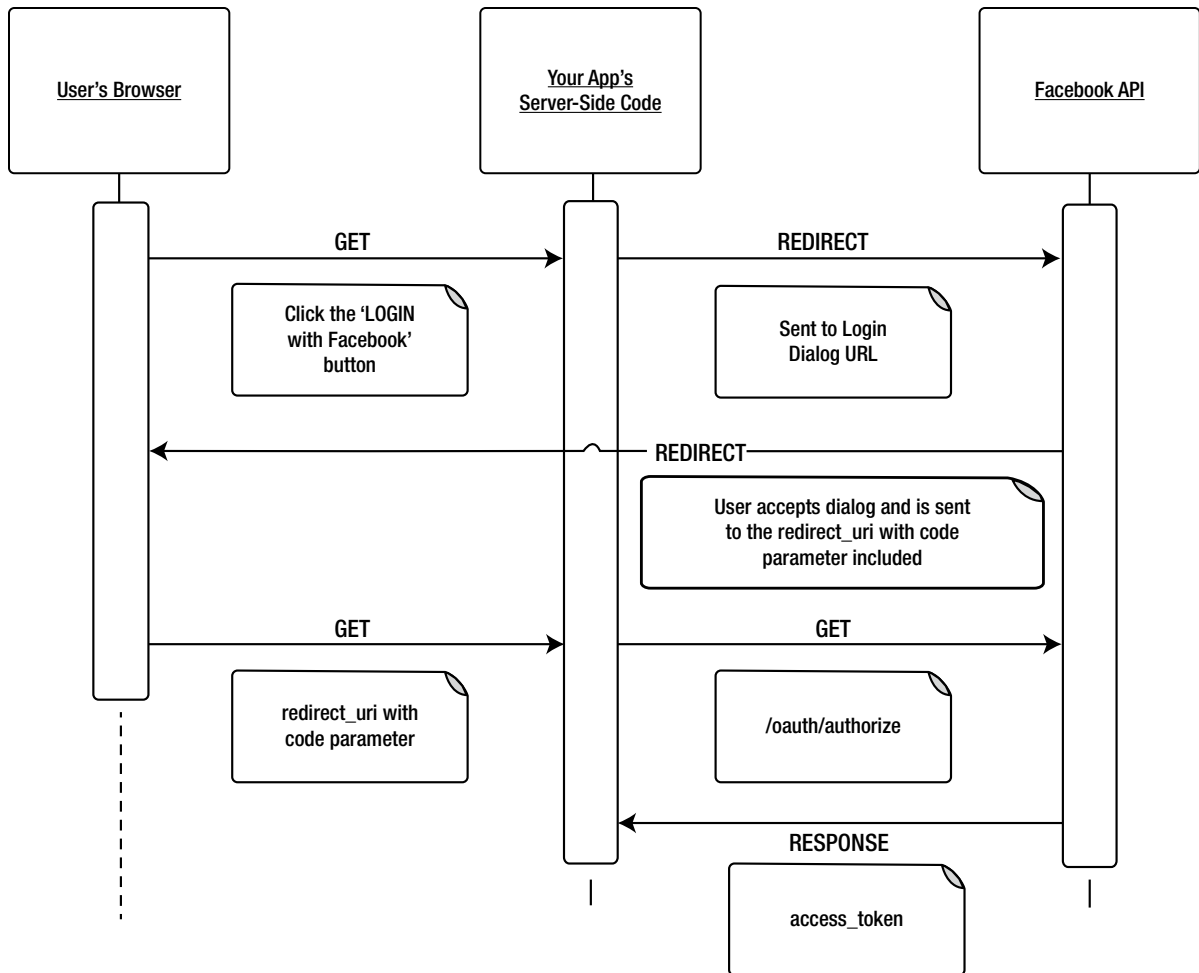 User’s Browser
Your App’s
Server-Side Code
Facebook API
GET
REDIRECT
Click the ‘LOGIN
with Facebook’
button
Sent to Login
Dialog URL
REDIRECT
User accepts dialog and is sent
to the redirect_uri with code
parameter included
GET
GET
redirect_uri with
code parameter
/oauth/authorize
RESPONSE
access_token